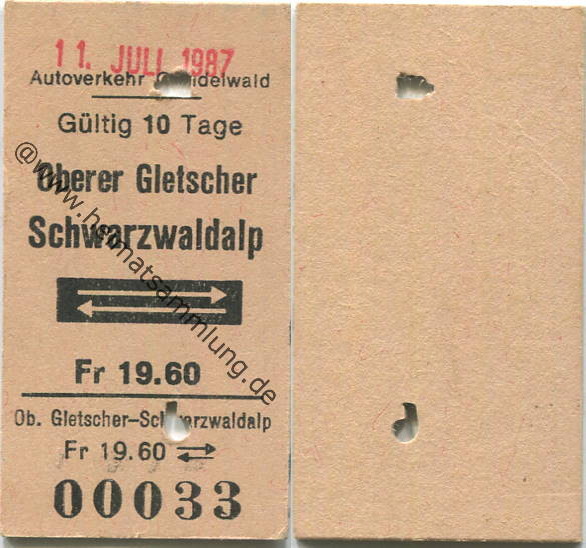 11. JULI 1987
Autoverkehr Grindelwald
Gültig 10 Tage
Oberer Gletscher
Schwarzwaldalp
Fr 19.60
Ob. Gletscher-Schwarzwaldalp
Fr 19.60
00033
@www.heimatsammlung.de